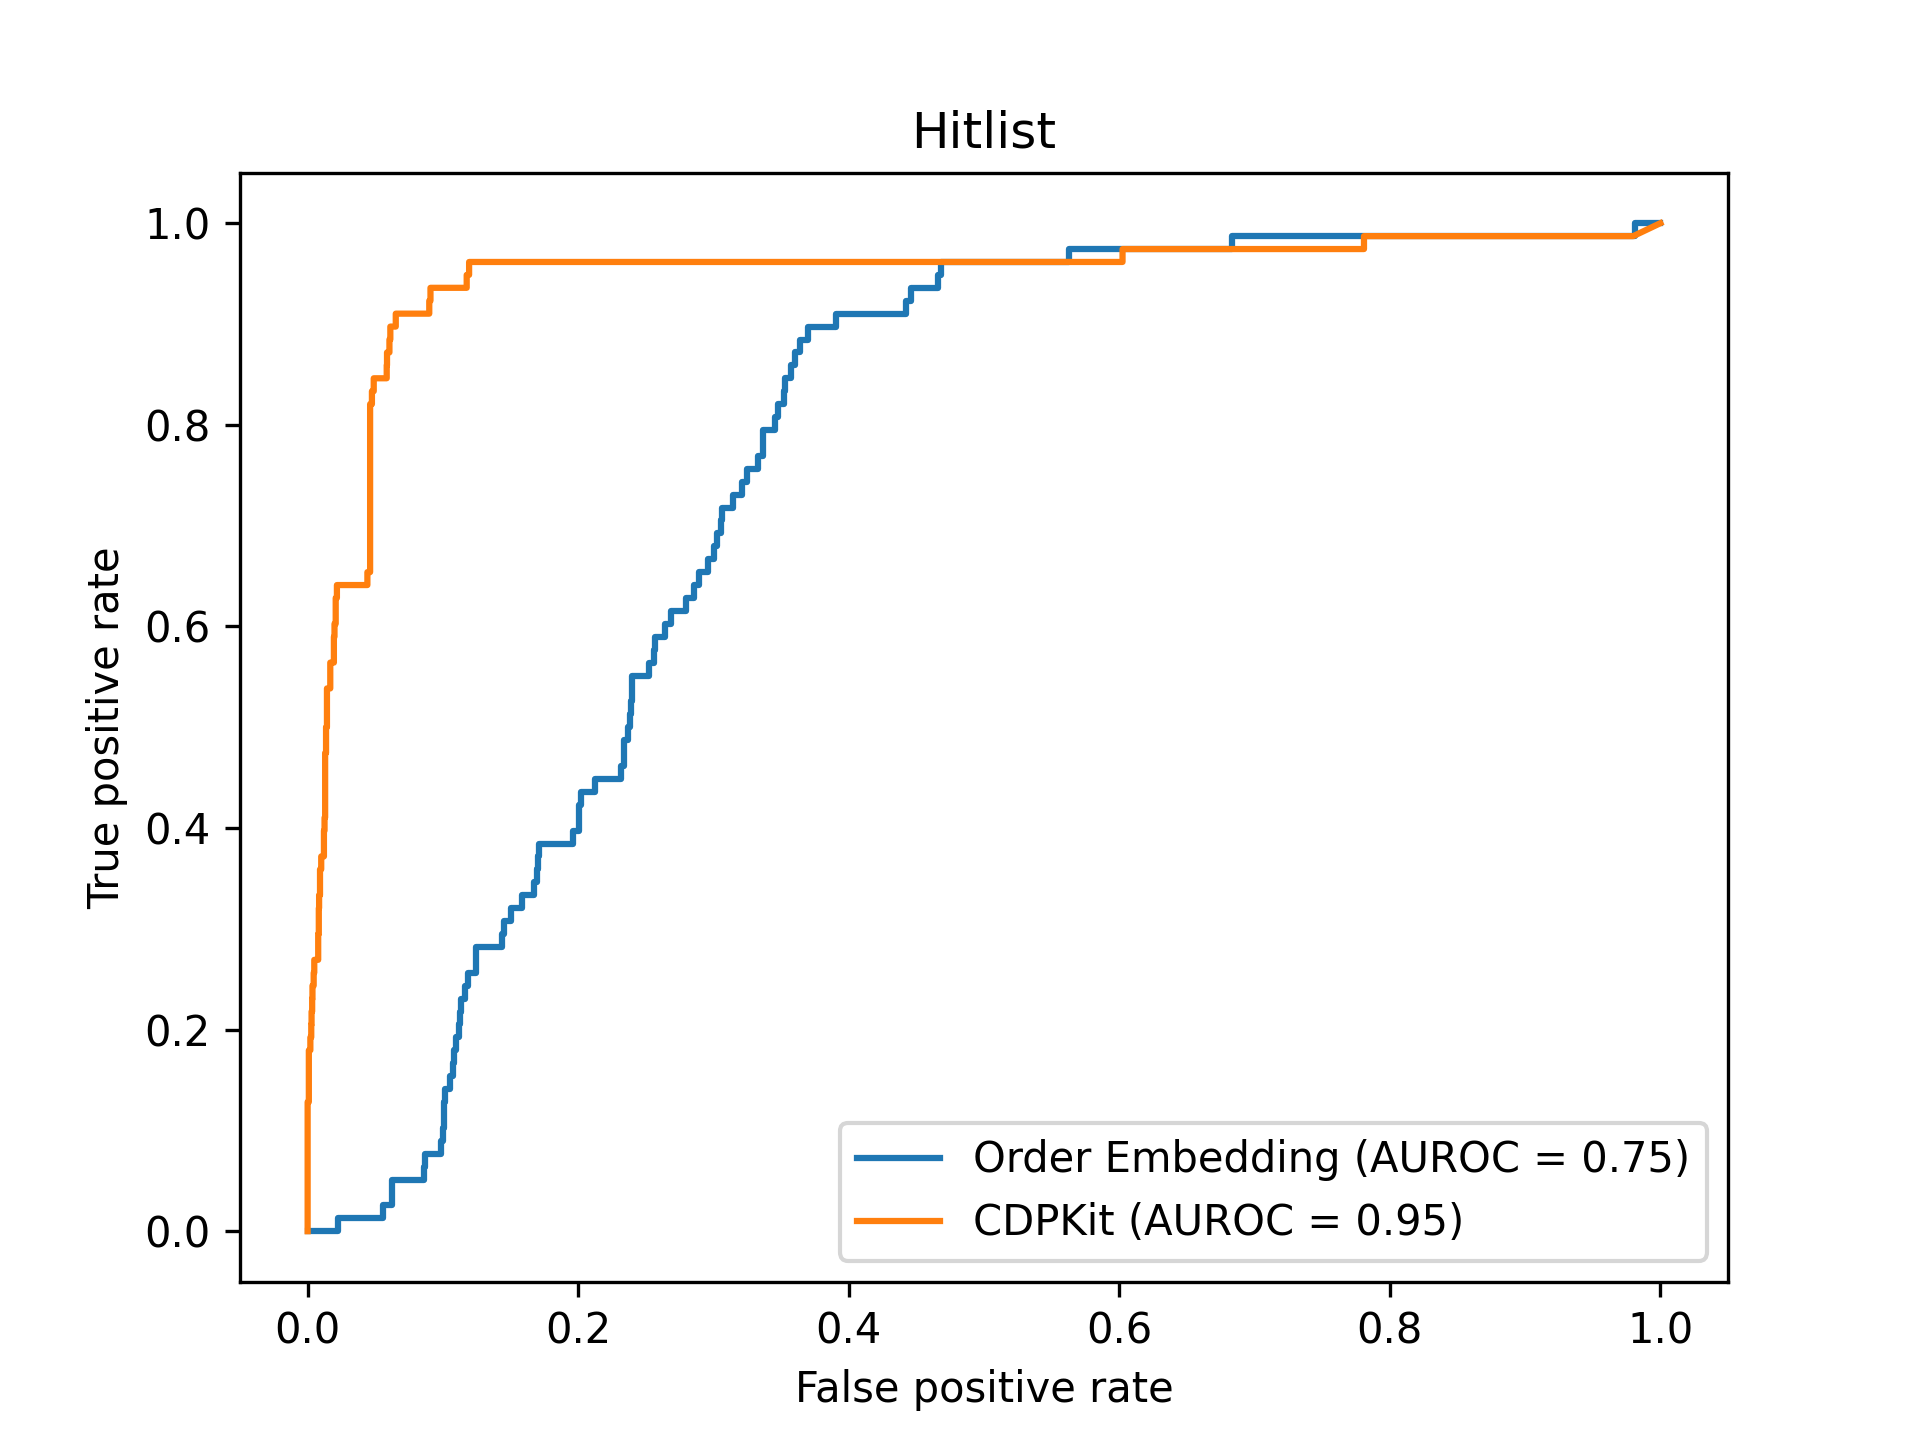 Hitlist
1.0
0.8
0.6
0.4
0.2
0.0
True positive rate
Order Embedding (AUROC = 0.75)
CDPKit (AUROC = 0.95)
0.0 0.2 0.4 0.6 0.8 1.0
False positive rate